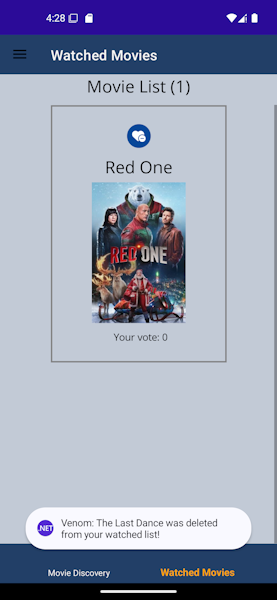 4:28
Watched Movies
Movie List (1)
Red One
RED ONE
Your vote: 0
.NET
Venom: The Last Dance was deleted
from your watched list!
Movie Discovery
Watched Movies